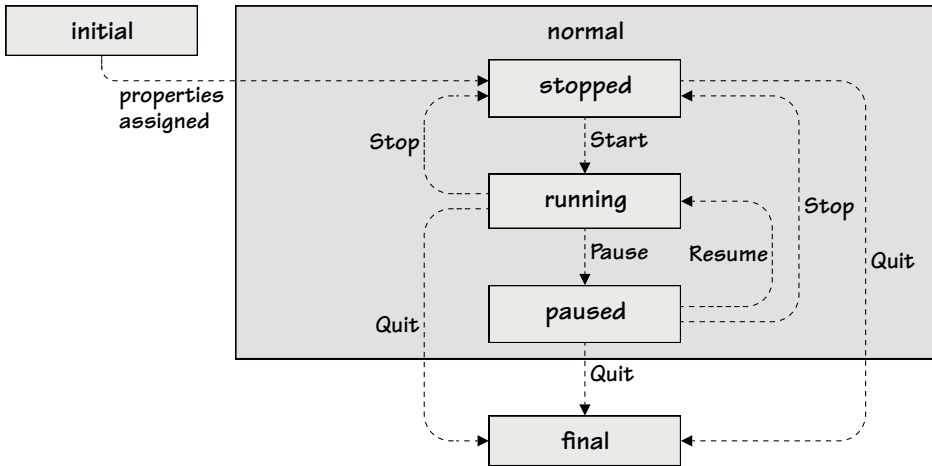 initial
normal
properties
assigned
stopped
Stop
Start
running
Stop
Pause
Resume
Quit
paused
Quit
Quit
final